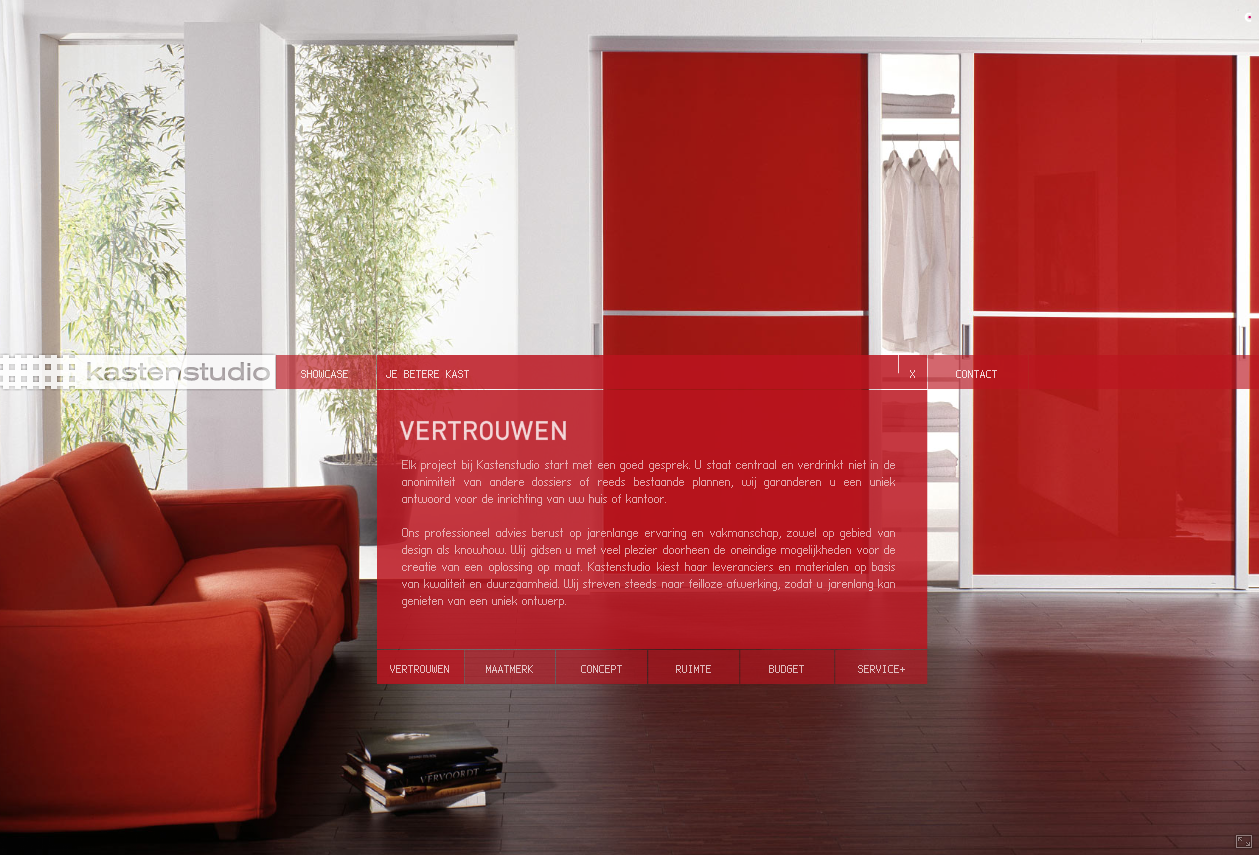 kastenstudio
SHOWCASE
JE BETERE KAST
X
CONTACT
VERTROUWEN
Elk project bij Kastenstudio start met een goed gesprek. U staat centraal en verdrinkt niet in de
anonimiteit van andere dossiers of reeds bestaande plannen, wij garanderen u een uniek
antwoord voor de inrichting van uw huis of kantoor.
Ons professioneel advies berust op jarenlange ervaring en vakmanschap, zowel op gebied van
design als knowhow. Wij gidsen u met veel plezier doorheen de oneindige mogelijkheden voor de
creatie van een oplossing op maat. Kastenstudio kiest haar leveranciers en materialen op basis
van kwaliteit en duurzaamheid. Wij streven steeds naar feilloze afwerking, zodat u jarenlang kan
genieten van een uniek ontwerp.
VERTROUWEN
MAATMERK
CONCEPT
RUIMTE
BUDGET
SERVICE+
VERVOORDT